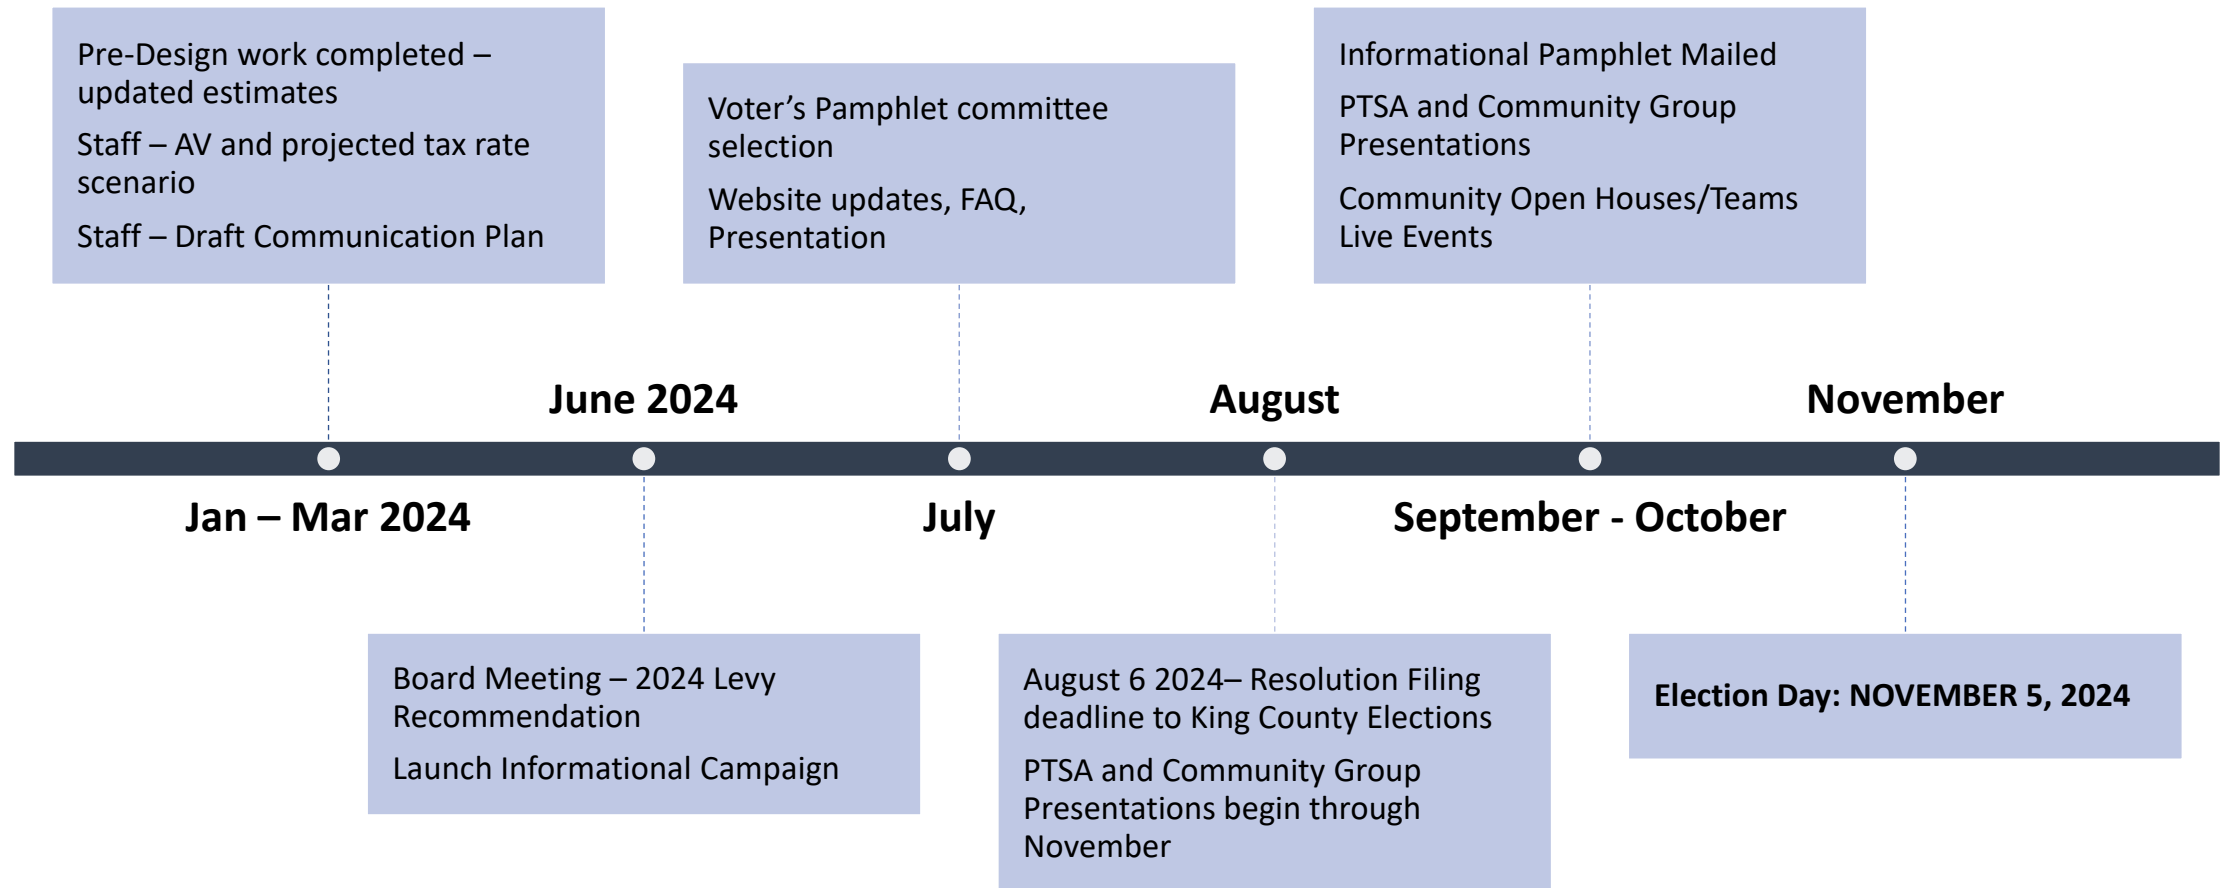 Pre-Design work completed –
updated estimates
Staff – AV and projected tax rate
scenario
Staff – Draft Communication Plan
Voter’s Pamphlet committee
selection
Website updates, FAQ,
Presentation
Informational Pamphlet Mailed
PTSA and Community Group
Presentations
Community Open Houses/Teams
Live Events
June 2024
August
November
Jan – Mar 2024
July
September - October
Board Meeting – 2024 Levy
Recommendation
Launch Informational Campaign
August 6 2024– Resolution Filing
deadline to King County Elections
PTSA and Community Group
Presentations begin through
November
Election Day: NOVEMBER 5, 2024